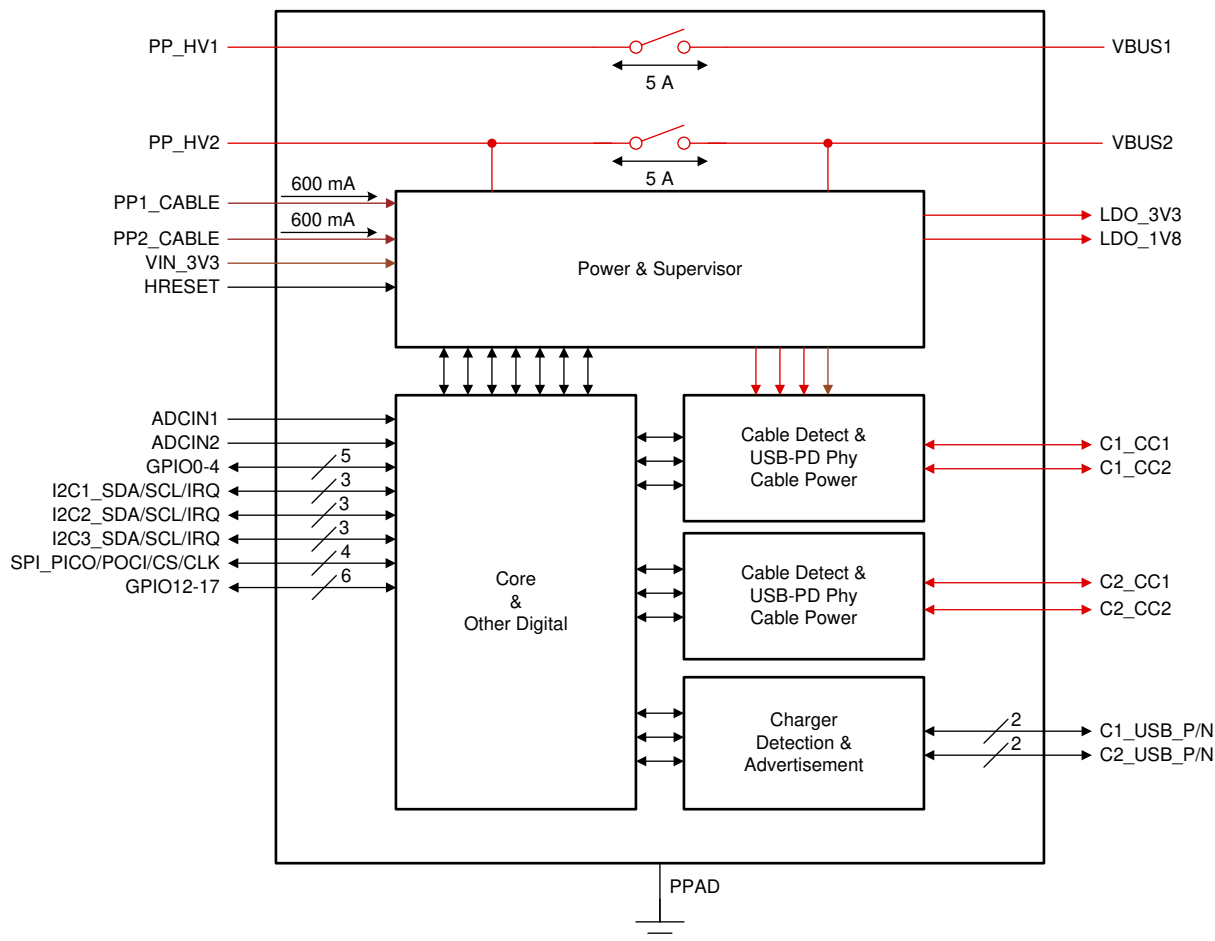 PP_HV1
VBUS1
5 A
PP_HV2
VBUS2
5 A
600 mA
PP1_CABLE
600 mA
PP2_CABLE
VIN_3V3
HRESET
Power & Supervisor
LDO_3V3
LDO_1V8
ADCIN1
ADCIN2
GPIO0-4
5
I2C1_SDA/SCL/IRQ
3
I2C2_SDA/SCL/IRQ
3
I2C3_SDA/SCL/IRQ
3
SPI_PICO/POCI/CS/CLK
4
GPIO12-17
6
Core
&
Other Digital
Cable Detect &
USB-PD Phy
Cable Power
C1_CC1
C1_CC2
Cable Detect &
USB-PD Phy
Cable Power
C2_CC1
C2_CC2
Charger
Detection &
Advertisement
2
C1_USB_P/N
2
C2_USB_P/N
PPAD